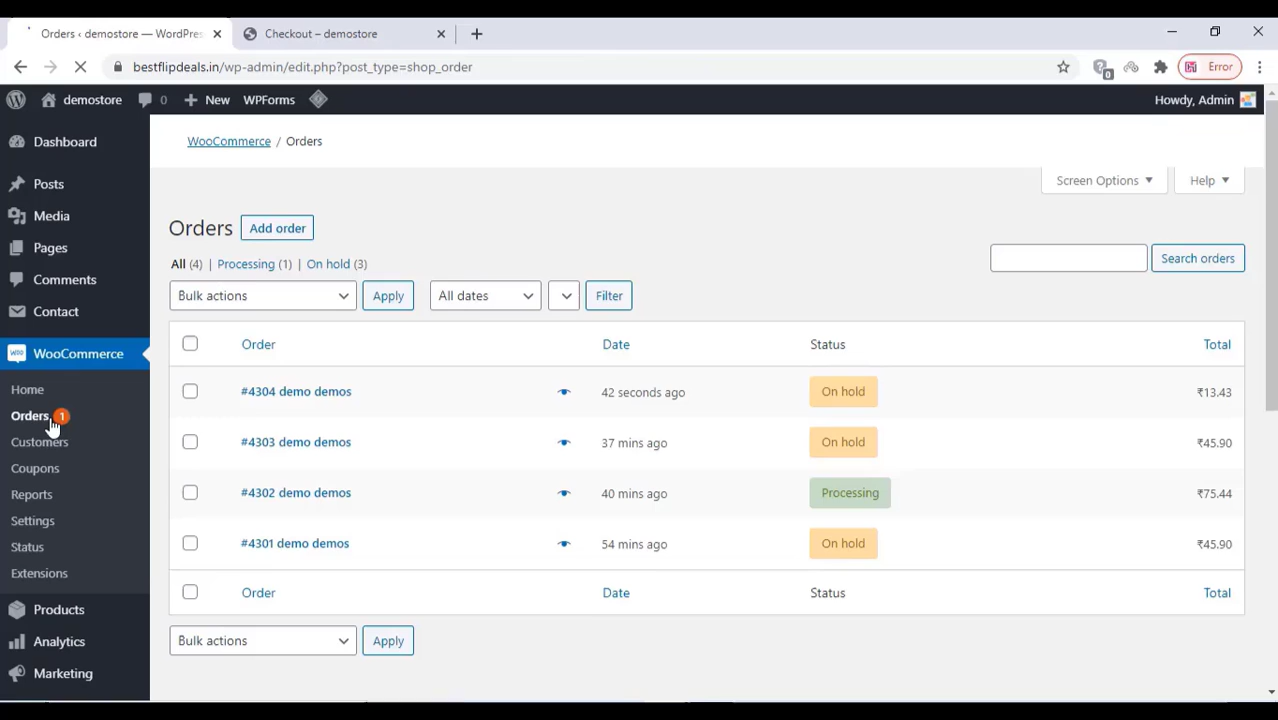 Orders ‹ demostore — WordPres
Checkout – demostore
bestflipdeals.in/wp-admin/edit.php?post_type=shop_order
0
Error
demostore
0
New
WPForms
Howdy, Admin
Dashboard
Posts
Media
Pages
Comments
Contact
WooCommerce
Home
Orders 1
Customers
Coupons
Reports
Settings
Status
Extensions
Products
Analytics
Marketing
WooCommerce / Orders
Screen Options
Help
Orders
Add order
All (4) | Processing (1) | On hold (3)
Search orders
Bulk actions
Apply
All dates
Filter
Order Date Status Total
#4304 demo demos 42 seconds ago On hold ₹13.43
#4303 demo demos 37 mins ago On hold ₹45.90
#4302 demo demos 40 mins ago Processing ₹75.44
#4301 demo demos 54 mins ago On hold ₹45.90
Order Date Status Total
Bulk actions
Apply